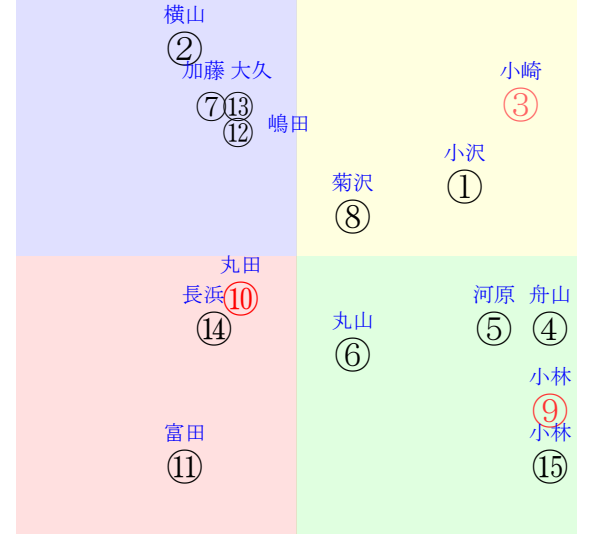 横山
②
加藤 大久
小崎
⑦⑬
③
⑫
嶋田
小沢
①
菊沢
⑧
丸田
長浜⑩
河原 舟山
⑭
丸山
⑤ ④
⑥
小林
⑨
富田
小林
⑪
⑮